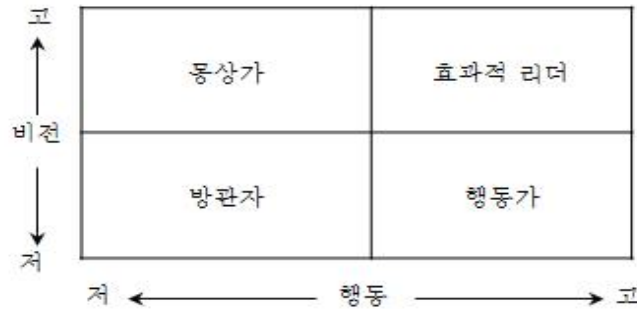 고
몽상가 효과적 리더
비전
방관자 행동가
저
저 행동 고